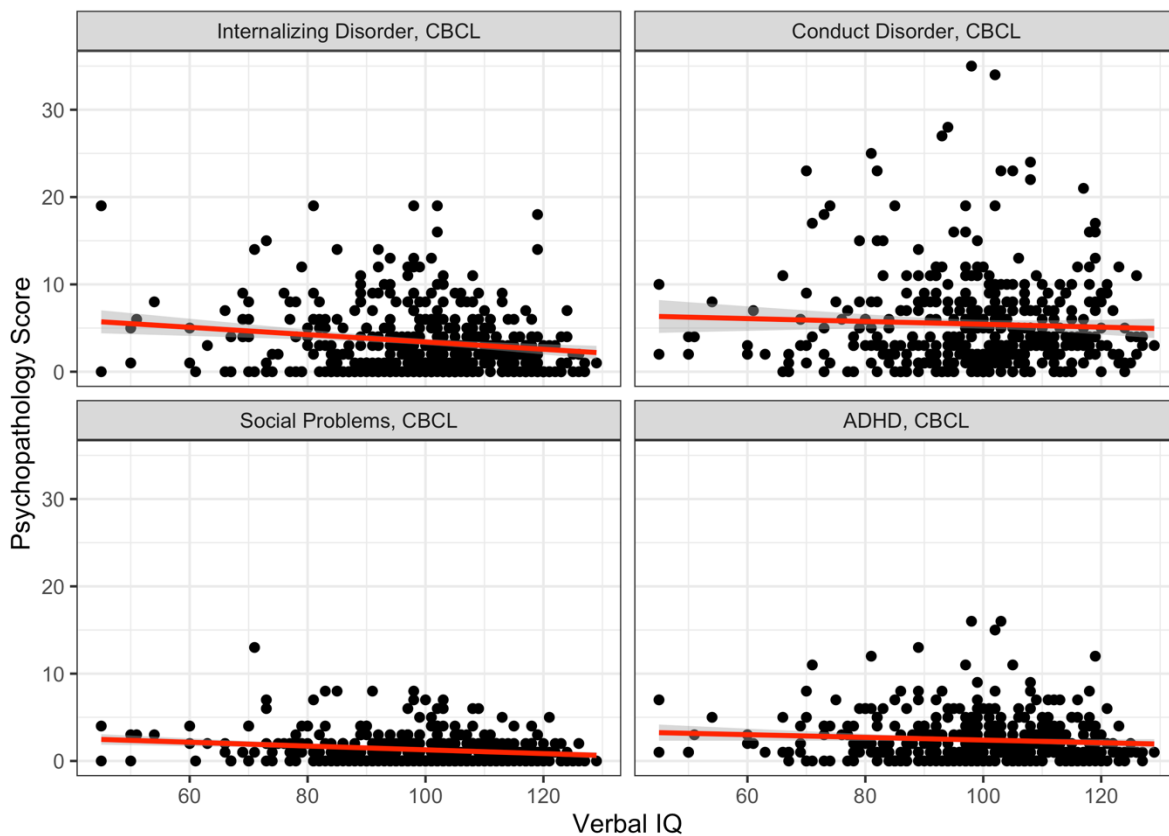 Internalizing Disorder, CBCL
Conduct Disorder, CBCL
30
20
10
0
Social Problems, CBCL
ADHD, CBCL
30
20
10
0
60 80 100 120
60 80 100 120
Verbal IQ
Psychopathology Score